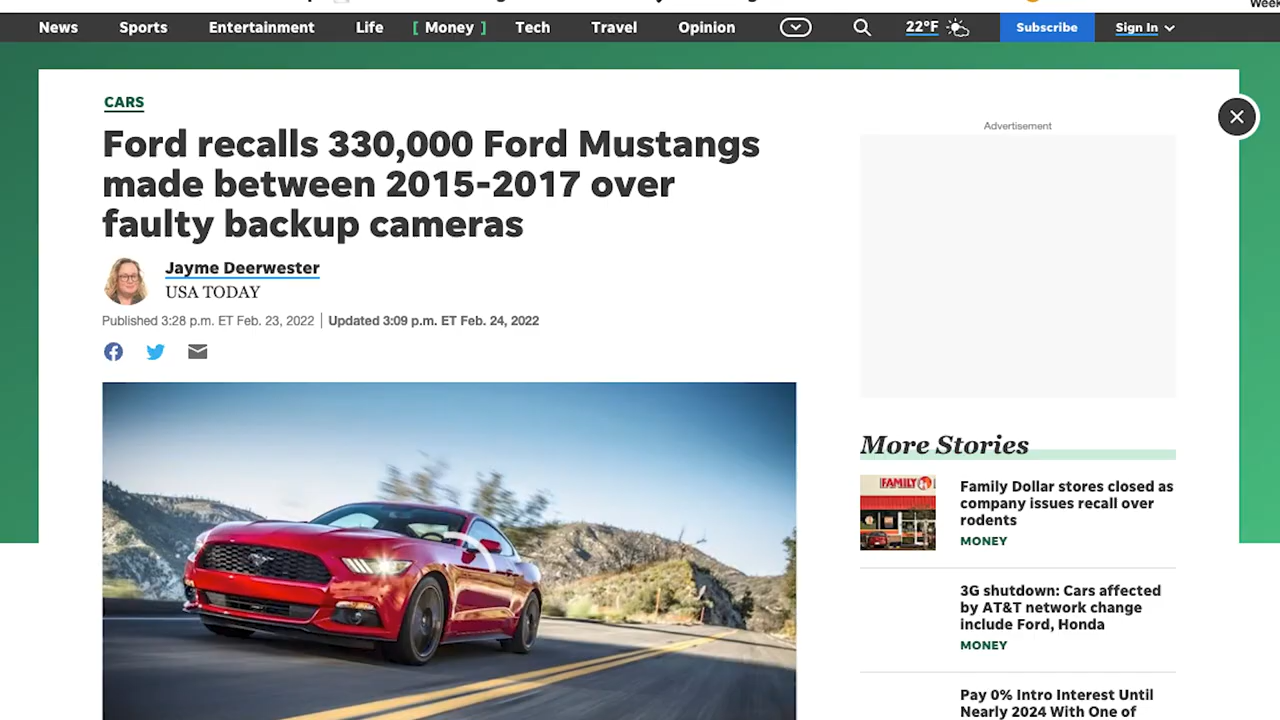 Week
News Sports Entertainment Life [ Money ] Tech Travel Opinion 22°F Subscribe Sign In
CARS
Ford recalls 330,000 Ford Mustangs
made between 2015-2017 over
faulty backup cameras
Jayme Deerwester
USA TODAY
Published 3:28 p.m. ET Feb. 23, 2022 | Updated 3:09 p.m. ET Feb. 24, 2022
Advertisement
More Stories
FAMILY
Family Dollar stores closed as
company issues recall over
rodents
MONEY
3G shutdown: Cars affected
by AT&T network change
include Ford, Honda
MONEY
Pay 0% Intro Interest Until
Nearly 2024 With One of